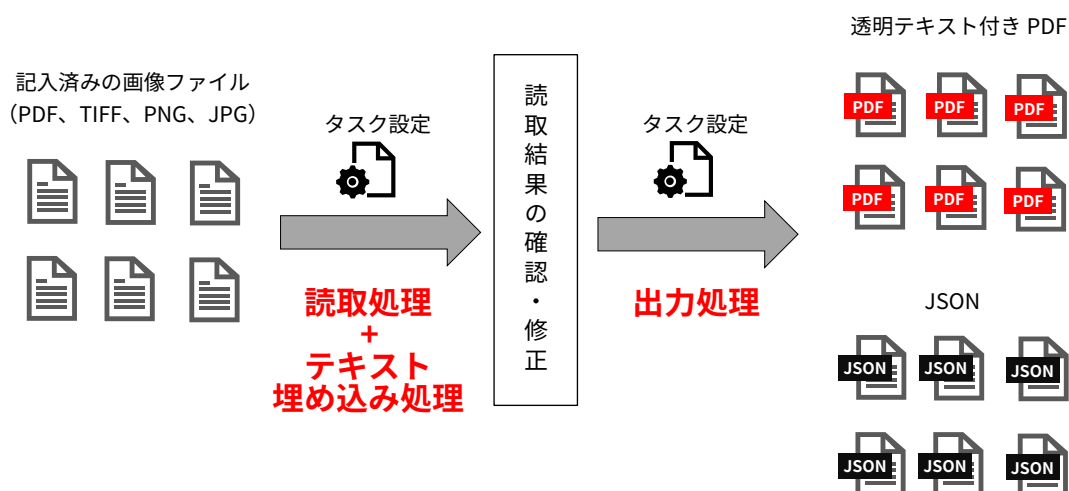 記入済みの画像ファイル
（PDF、TIFF、PNG、JPG）
タスク設定
読取処理
+
テキスト
埋め込み処理
読取結果の確認・修正
タスク設定
出力処理
透明テキスト付き PDF
PDF
PDF
PDF
PDF
PDF
PDF
JSON
JSON
JSON
JSON
JSON
JSON
JSON